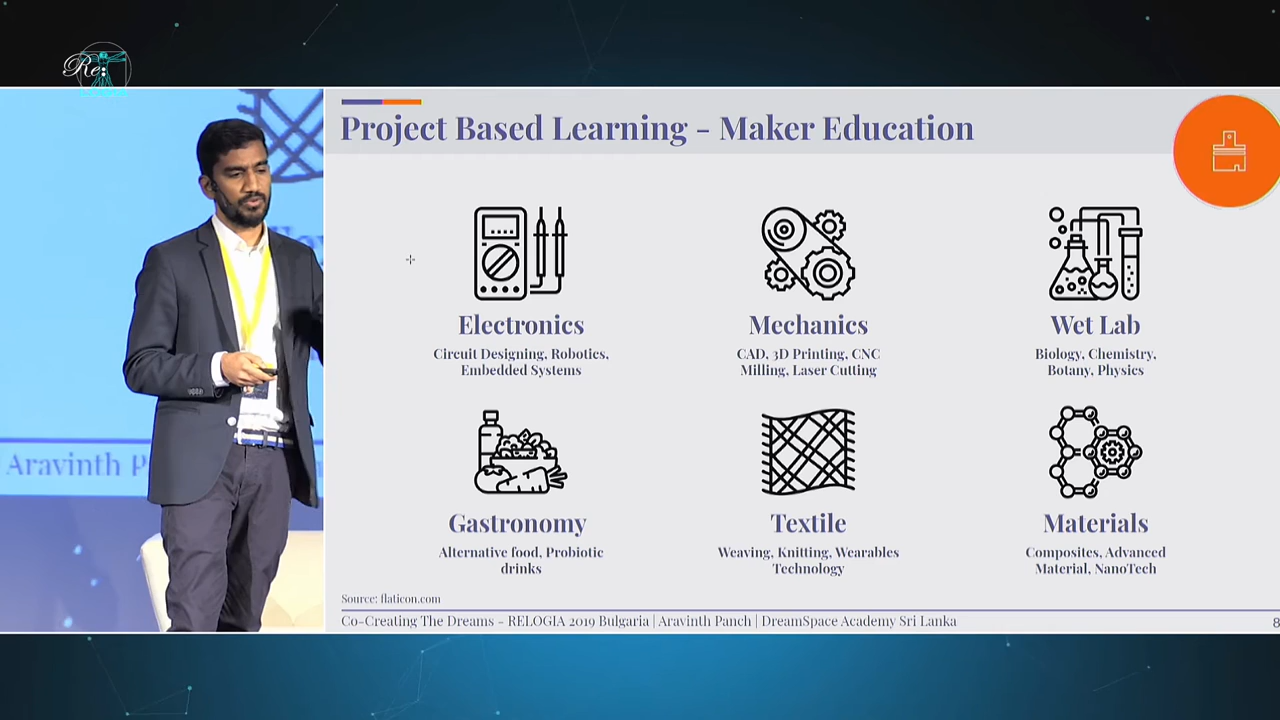 Re:
Project Based Learning - Maker Education
Electronics
Circuit Designing, Robotics,
Embedded Systems
Mechanics
CAD, 3D Printing, CNC
Milling, Laser Cutting
Wet Lab
Biology, Chemistry,
Botany, Physics
Gastronomy
Alternative food, Probiotic
drinks
Textile
Weaving, Knitting, Wearables
Technology
Materials
Composites, Advanced
Material, NanoTech
Source: flaticon.com
Co-Creating The Dreams - RELOGIA 2019 Bulgaria | Aravinth Panch | DreamSpace Academy Sri Lanka
8
Aravinth P